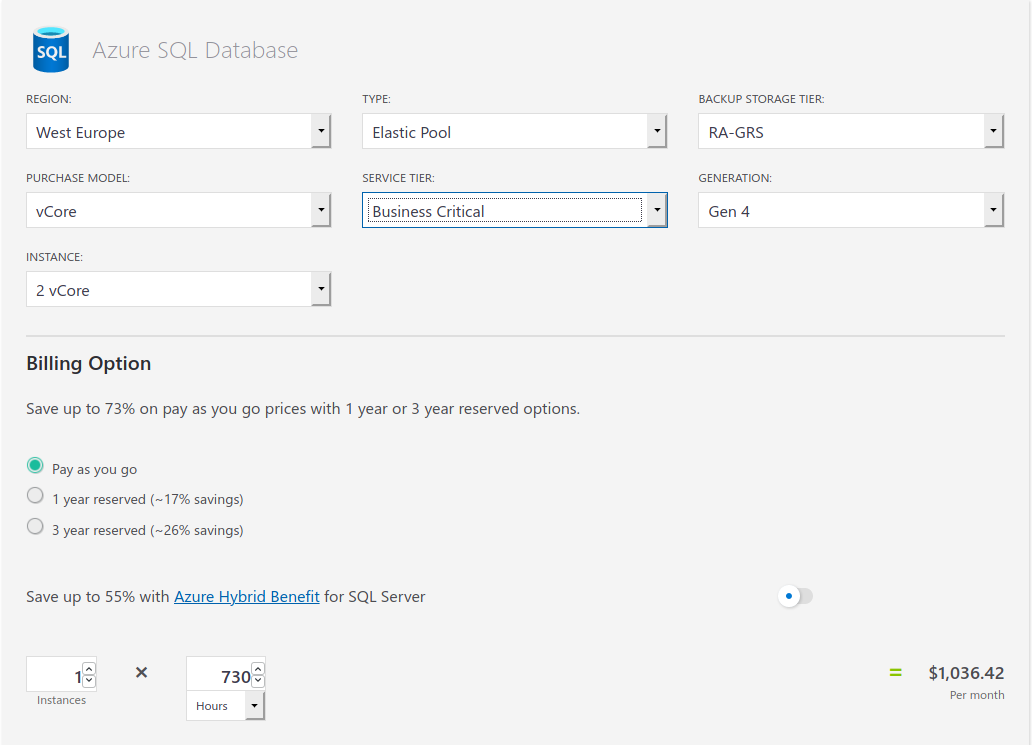 SQL Azure SQL Database
REGION: TYPE: BACKUP STORAGE TIER:
West Europe Elastic Pool RA-GRS
PURCHASE MODEL: SERVICE TIER: GENERATION:
vCore Business Critical Gen 4
INSTANCE:
2 vCore
Billing Option
Save up to 73% on pay as you go prices with 1 year or 3 year reserved options.
Pay as you go
1 year reserved (~17% savings)
3 year reserved (~26% savings)
Save up to 55% with Azure Hybrid Benefit for SQL Server
1 × 730 = $1,036.42
Instances Hours Per month